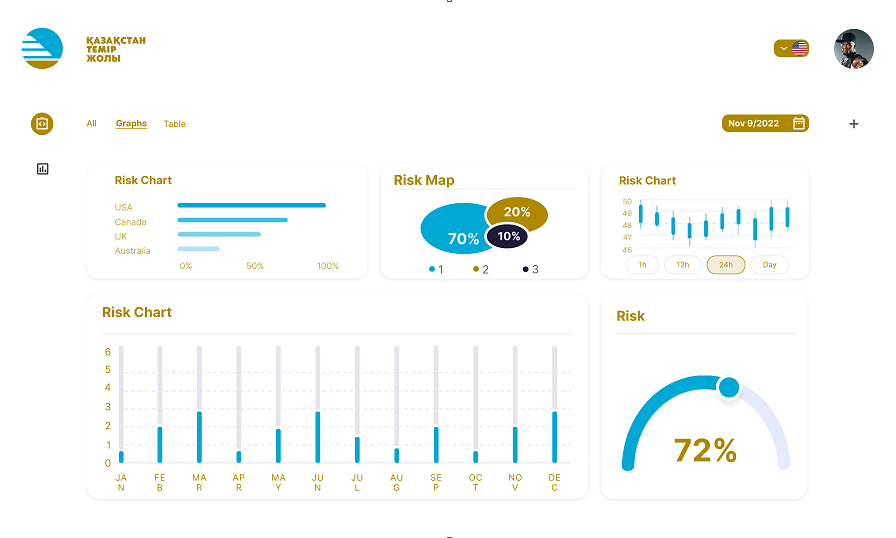 ҚАЗАҚСТАН
ТЕМІР
ЖОЛЫ
All Graphs Table
Nov 9/2022
Risk Chart
USA
Canada
UK
Australia
0% 50% 100%
Risk Map
70%
20%
10%
1 2 3
Risk Chart
50
49
48
47
46
1h 12h 24h Day
Risk Chart
6
5
4
3
2
1
0
JA
N
FE
B
MA
R
AP
R
MA
Y
JU
N
JU
L
AU
G
SE
P
OC
T
NO
V
DE
C
Risk
72%